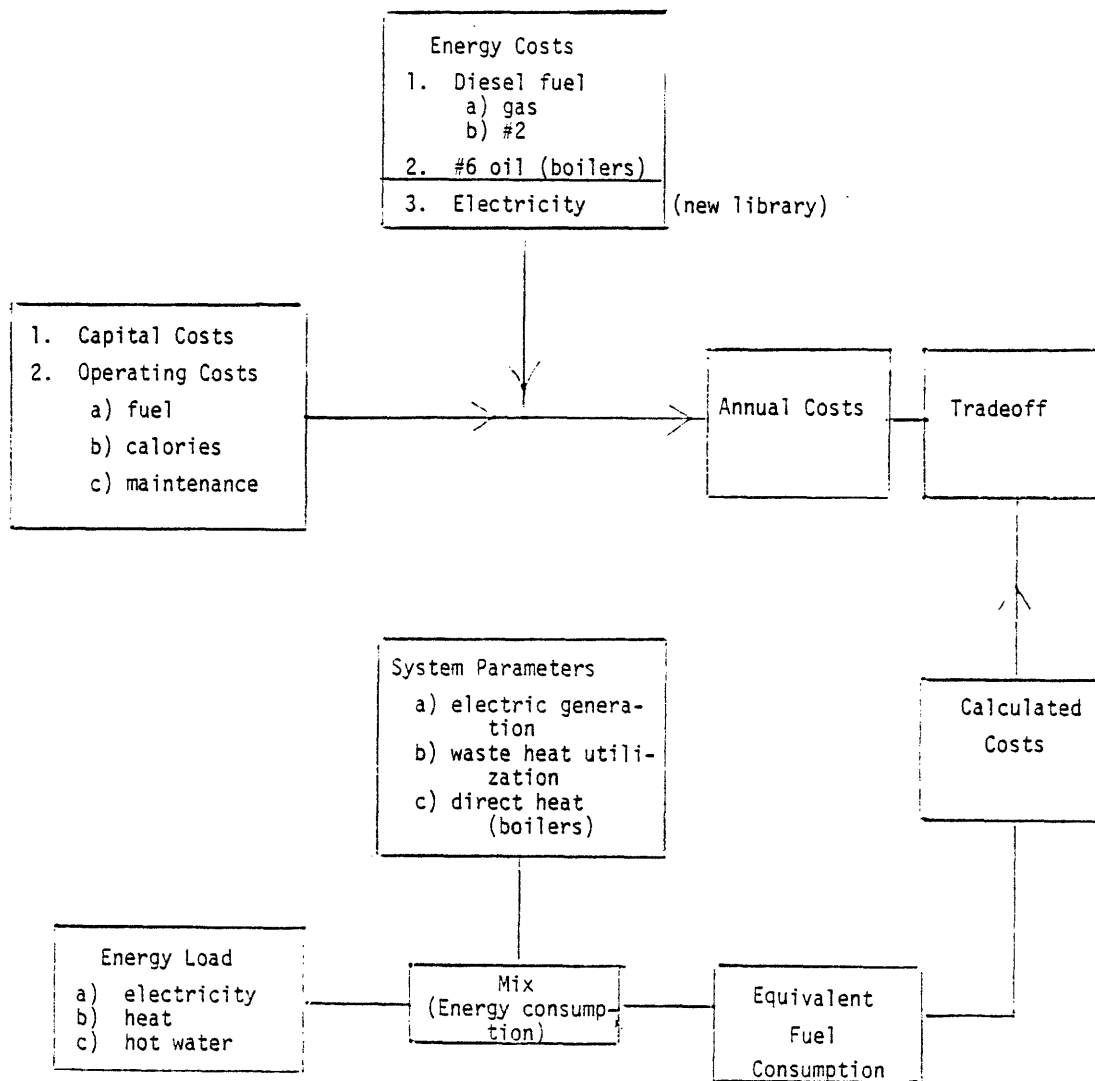 Energy Costs
1. Diesel fuel
a) gas
b) #2
2. #6 oil (boilers)
3. Electricity (new library)
1. Capital Costs
2. Operating Costs
a) fuel
b) calories
c) maintenance
Annual Costs
Tradeoff
System Parameters
a) electric genera-
tion
b) waste heat utili-
zation
c) direct heat
(boilers)
Calculated
Costs
Energy Load
a) electricity
b) heat
c) hot water
Mix
(Energy consump-
tion)
Equivalent
Fuel
Consumption